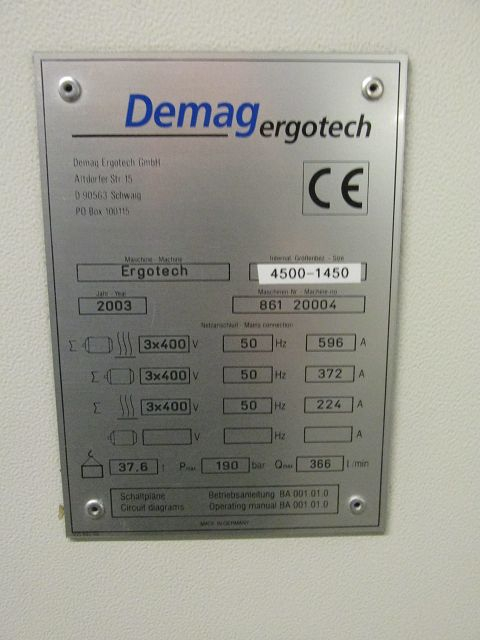 Demag ergotech
Demag Ergotech GmbH
Altdorfer Str. 15
D 90563 Schwaig
PO Box 100115
CE
Maschine - Machine
Internat. Größenbez. - Size
Ergotech
4500-1450
Jahr - Year
Maschinen-Nr - Machine-no
2003
861 20004
Netzanschluß - Mains connection
Σ 3x400 V 50 Hz 596 A
Σ 3x400 V 50 Hz 372 A
Σ 3x400 V 50 Hz 224 A
V Hz A
37.6 t Pmax 190 bar Qmax 366 L/min
Schaltpläne Betriebsanleitung BA 001.01.0
Circuit diagrams Operating manual BA 001.01.0
MADE IN GERMANY